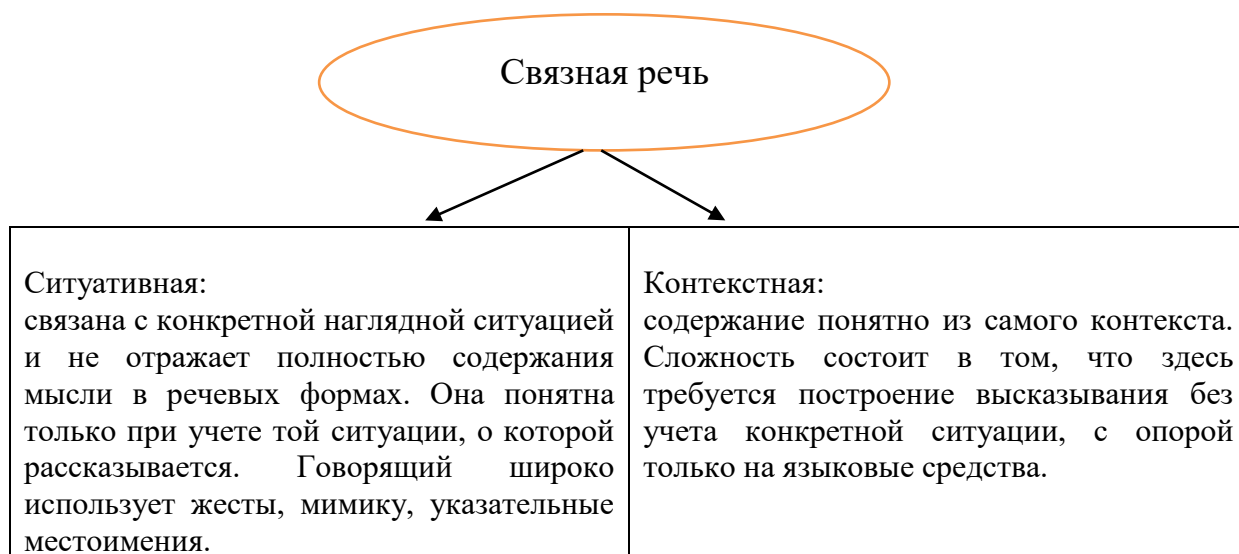 Связная речь
Ситуативная:
связана с конкретной наглядной ситуацией
и не отражает полностью содержания
мысли в речевых формах. Она понятна
только при учете той ситуации, о которой
рассказывается. Говорящий широко
использует жесты, мимику, указательные
местоимения.
Контекстная:
содержание понятно из самого контекста.
Сложность состоит в том, что здесь
требуется построение высказывания без
учета конкретной ситуации, с опорой
только на языковые средства.